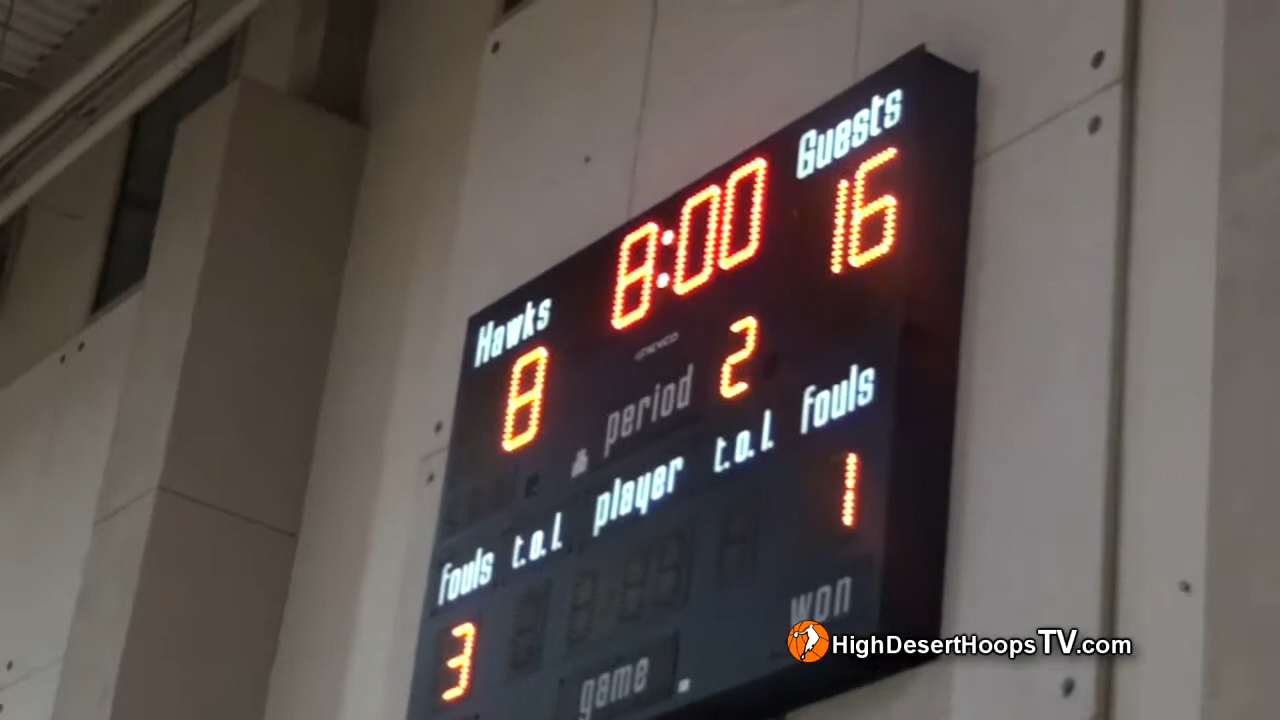 Guests
8:00
16
Hawks
8
period 2
fouls t.o.l. player t.o.l. fouls
3
1
won
game
HighDesertHoopsTV.com